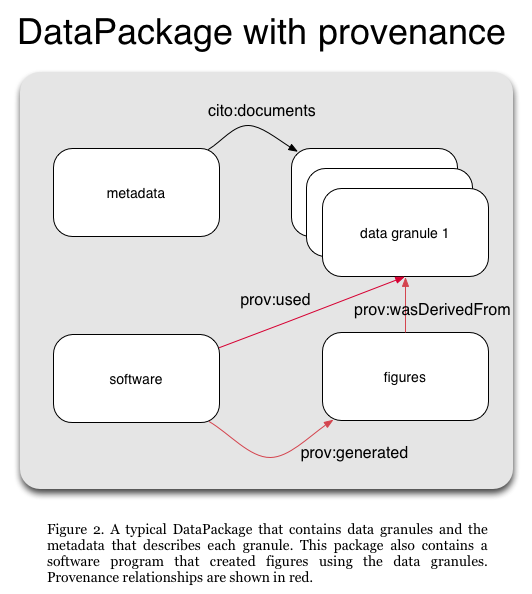 DataPackage with provenance
cito:documents
metadata
data granule 1
prov:used
prov:wasDerivedFrom
software
figures
prov:generated
Figure 2. A typical DataPackage that contains data granules and the
metadata that describes each granule. This package also contains a
software program that created figures using the data granules.
Provenance relationships are shown in red.